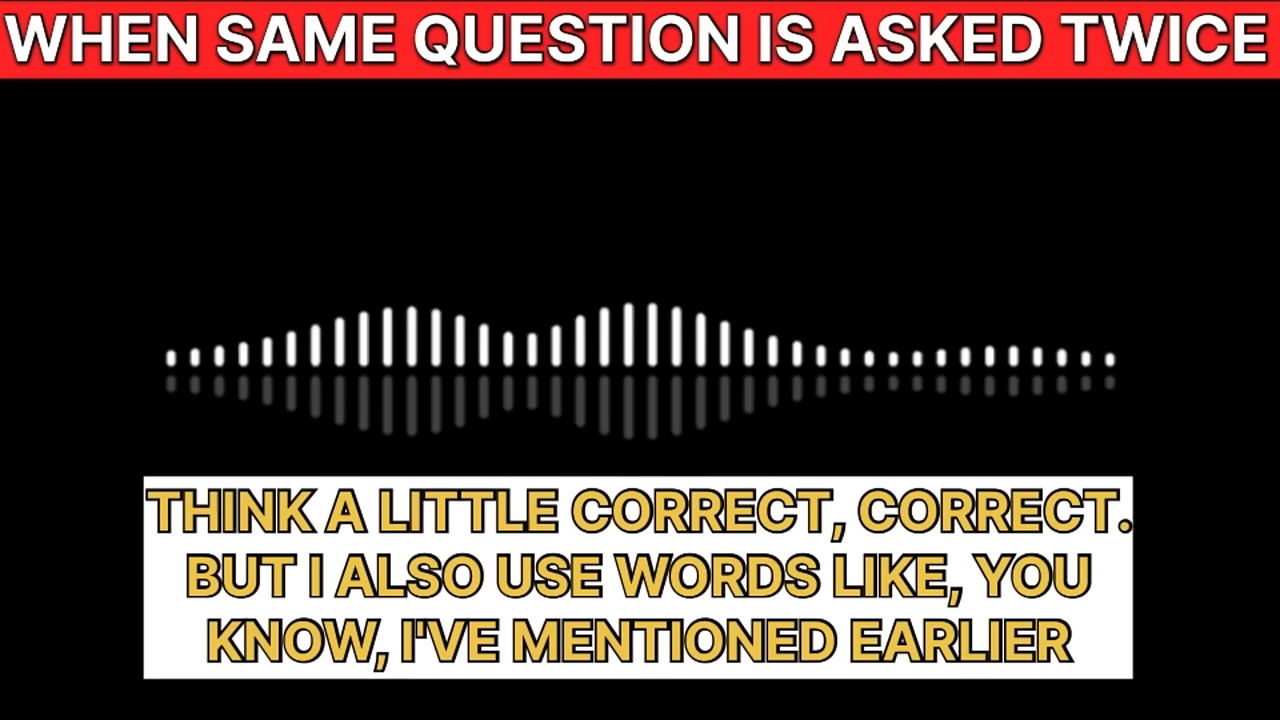 WHEN SAME QUESTION IS ASKED TWICE
THINK A LITTLE CORRECT, CORRECT.
BUT I ALSO USE WORDS LIKE, YOU
KNOW, I'VE MENTIONED EARLIER